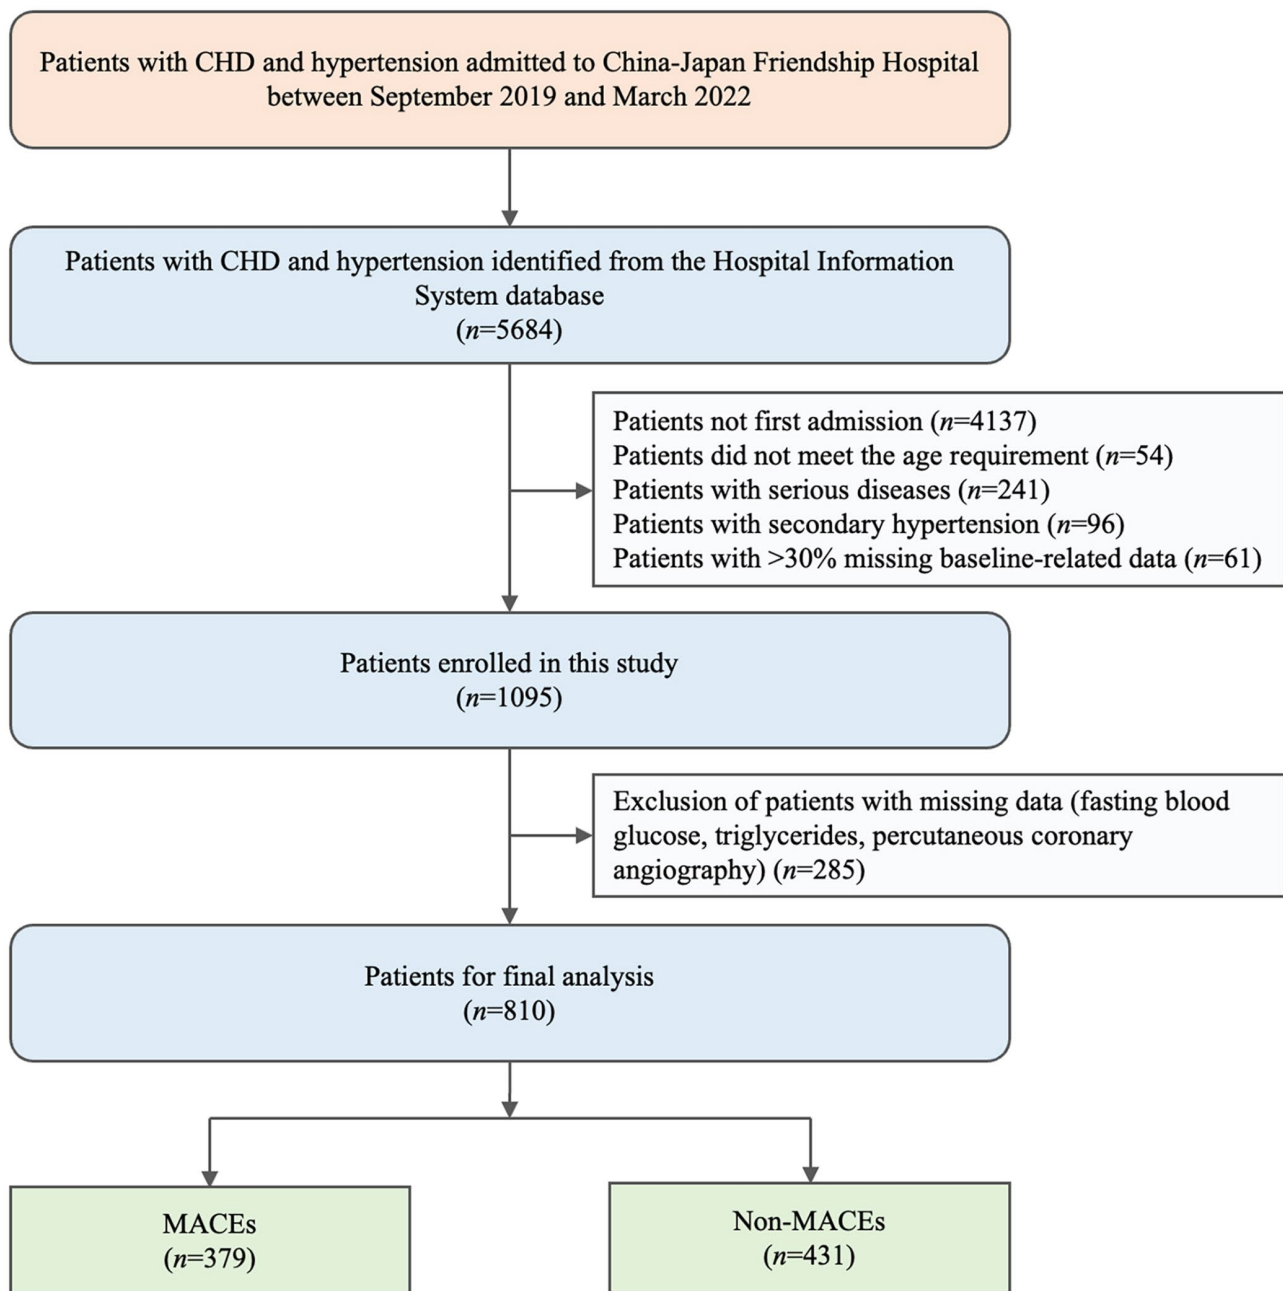 Patients with CHD and hypertension admitted to China-Japan Friendship Hospital
between September 2019 and March 2022
Patients with CHD and hypertension identified from the Hospital Information
System database
(n=5684)
Patients not first admission (n=4137)
Patients did not meet the age requirement (n=54)
Patients with serious diseases (n=241)
Patients with secondary hypertension (n=96)
Patients with >30% missing baseline-related data (n=61)
Patients enrolled in this study
(n=1095)
Exclusion of patients with missing data (fasting blood
glucose, triglycerides, percutaneous coronary
angiography) (n=285)
Patients for final analysis
(n=810)
MACEs
(n=379)
Non-MACEs
(n=431)